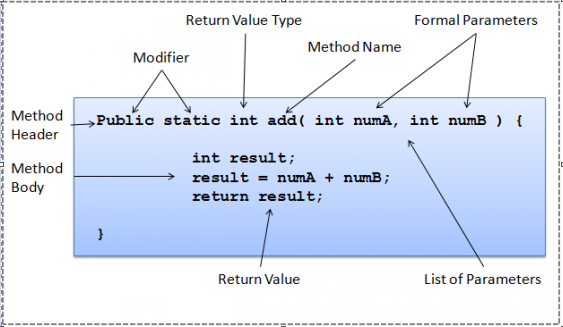 Return Value Type
Formal Parameters
Modifier
Method Name
Method
Header
Public static int add( int numA, int numB ) {
int result;
Method
Body
result = numA + numB;
return result;
}
Return Value
List of Parameters